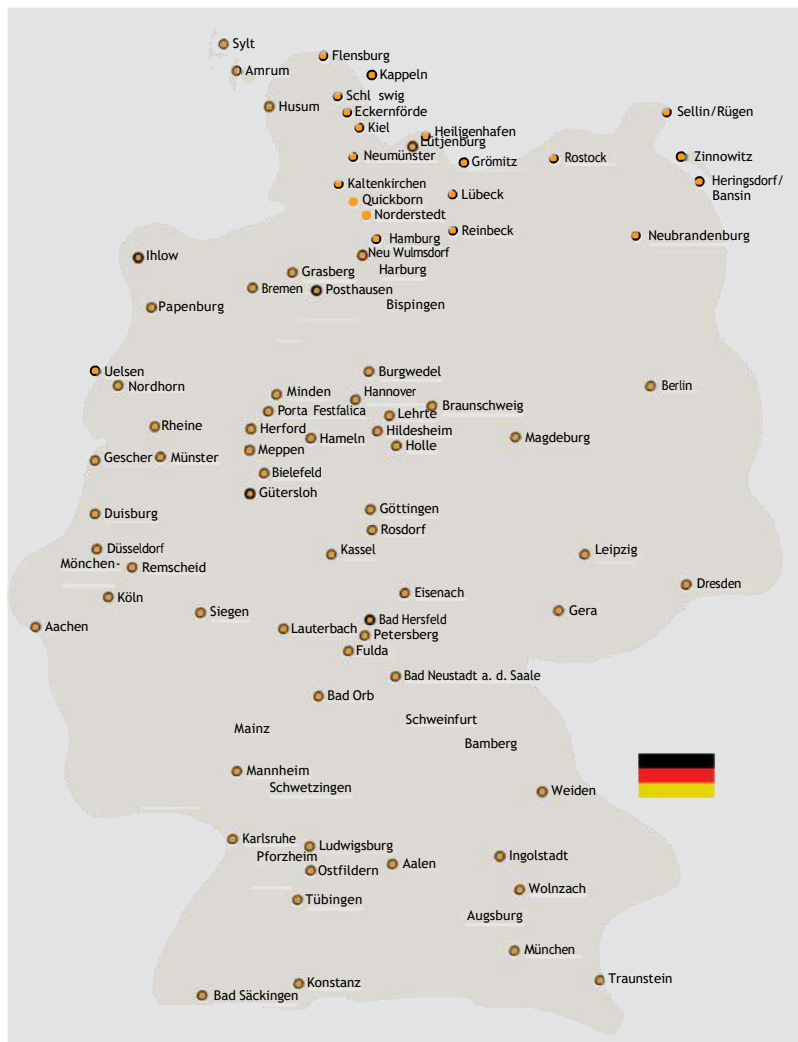 Sylt
Flensburg
Amrum
Kappeln
Schl swig
Husum
Eckernförde
Sellin/Rügen
Kiel
Heiligenhafen
Lütjenburg
Neumünster
Grömitz
Rostock
Zinnowitz
Kaltenkirchen
Heringsdorf/
Bansin
Quickborn
Lübeck
Norderstedt
Reinbeck
Hamburg
Neubrandenburg
Ihlow
Neu Wulmsdorf
Grasberg
Harburg
Bremen
Posthausen
Papenburg
Bispingen
Uelsen
Burgwedel
Nordhorn
Berlin
Minden
Hannover
Porta Festfalica
Lehrte
Braunschweig
Rheine
Herford
Hameln
Hildesheim
Magdeburg
Holle
Gescher
Münster
Meppen
Bielefeld
Gütersloh
Göttingen
Duisburg
Rosdorf
Düsseldorf
Kassel
Leipzig
Mönchen-
Remscheid
Dresden
Köln
Eisenach
Siegen
Gera
Aachen
Bad Hersfeld
Lauterbach
Petersberg
Fulda
Bad Neustadt a. d. Saale
Bad Orb
Schweinfurt
Mainz
Bamberg
Mannheim
Schwetzingen
Weiden
Karlsruhe
Ludwigsburg
Pforzheim
Ingolstadt
Aalen
Ostfildern
Wolnzach
Tübingen
Augsburg
München
Traunstein
Konstanz
Bad Säckingen